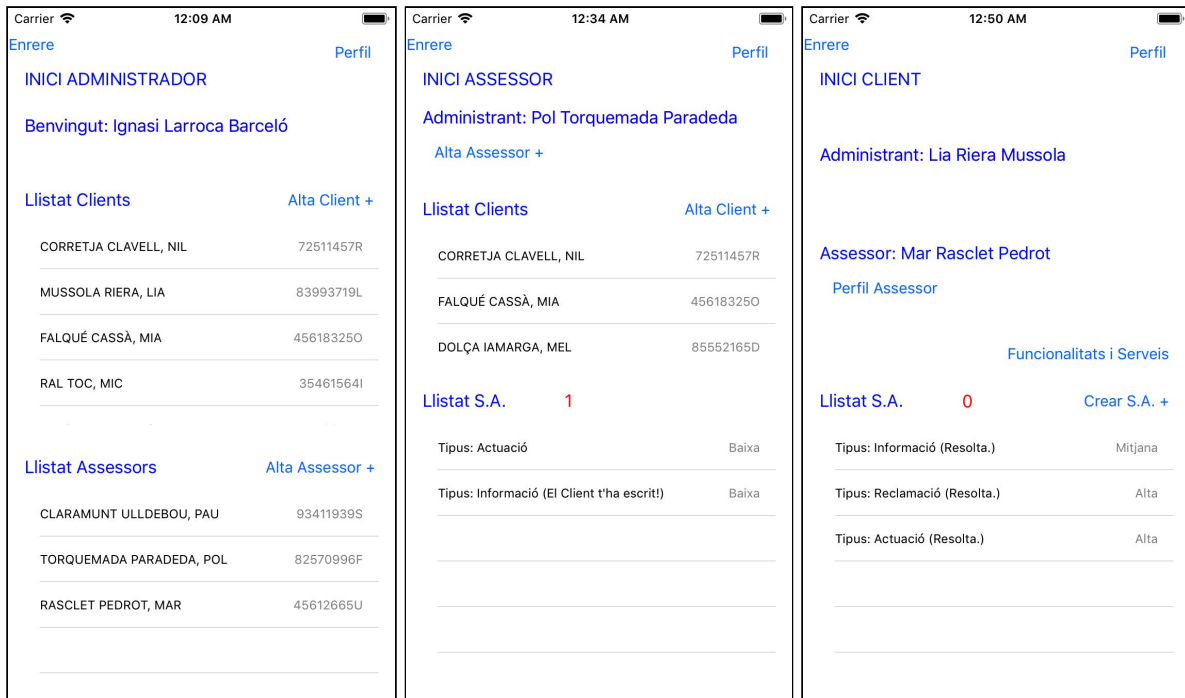 Carrier 12:09 AM
Enrere
Perfil
INICI ADMINISTRADOR
Benvingut: Ignasi Larroca Barceló
Llistat Clients Alta Client +
CORRETJA CLAVELL, NIL 72511457R
MUSSOLA RIERA, LIA 83993719L
FALQUÉ CASSÀ, MIA 45618325O
RAL TOC, MIC 35461564I
Llistat Assessors Alta Assessor +
CLARAMUNT ULLDEBOU, PAU 93411939S
TORQUEMADA PARADEDA, POL 82570996F
RASCLET PEDROT, MAR 45612665U
Carrier 12:34 AM
Enrere
Perfil
INICI ASSESSOR
Administrant: Pol Torquemada Paradeda
Alta Assessor +
Llistat Clients Alta Client +
CORRETJA CLAVELL, NIL 72511457R
FALQUÉ CASSÀ, MIA 45618325O
DOLÇA IAMARGA, MEL 85552165D
Llistat S.A. 1
Tipus: Actuació Baixa
Tipus: Informació (El Client t'ha escrit!) Baixa
Carrier 12:50 AM
Enrere
Perfil
INICI CLIENT
Administrant: Lia Riera Mussola
Assessor: Mar Rasclet Pedrot
Perfil Assessor
Funcionalitats i Serveis
Llistat S.A. 0 Crear S.A. +
Tipus: Informació (Resolta.) Mitjana
Tipus: Reclamació (Resolta.) Alta
Tipus: Actuació (Resolta.) Alta